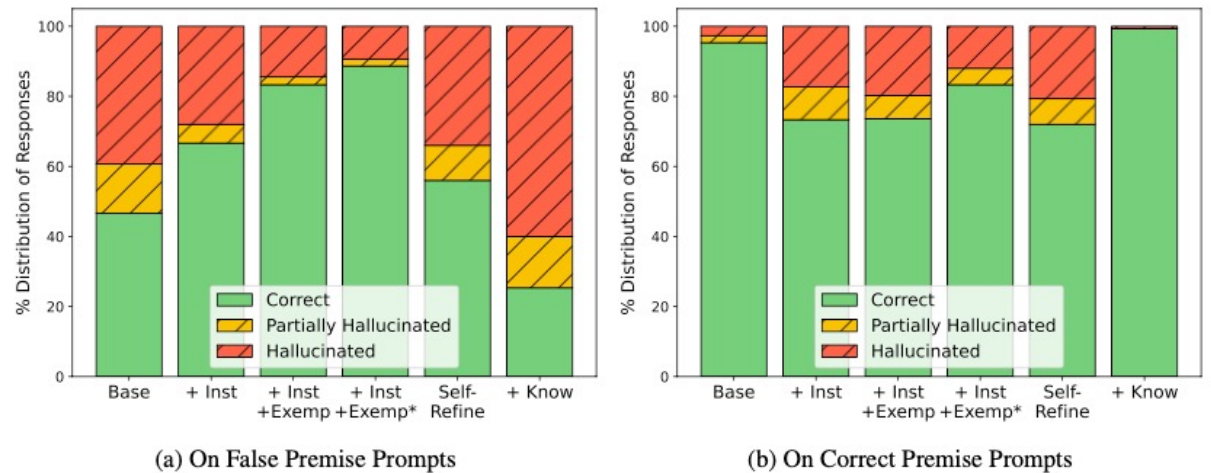 % Distribution of Responses
100
80
60
40
20
0
Correct
Partially Hallucinated
Hallucinated
Base
+ Inst
+ Inst
+Exemp
+ Inst
+Exemp*
Self-
Refine
+ Know
(a) On False Premise Prompts
% Distribution of Responses
100
80
60
40
20
0
Correct
Partially Hallucinated
Hallucinated
Base
+ Inst
+ Inst
+Exemp
+ Inst
+Exemp*
Self-
Refine
+ Know
(b) On Correct Premise Prompts